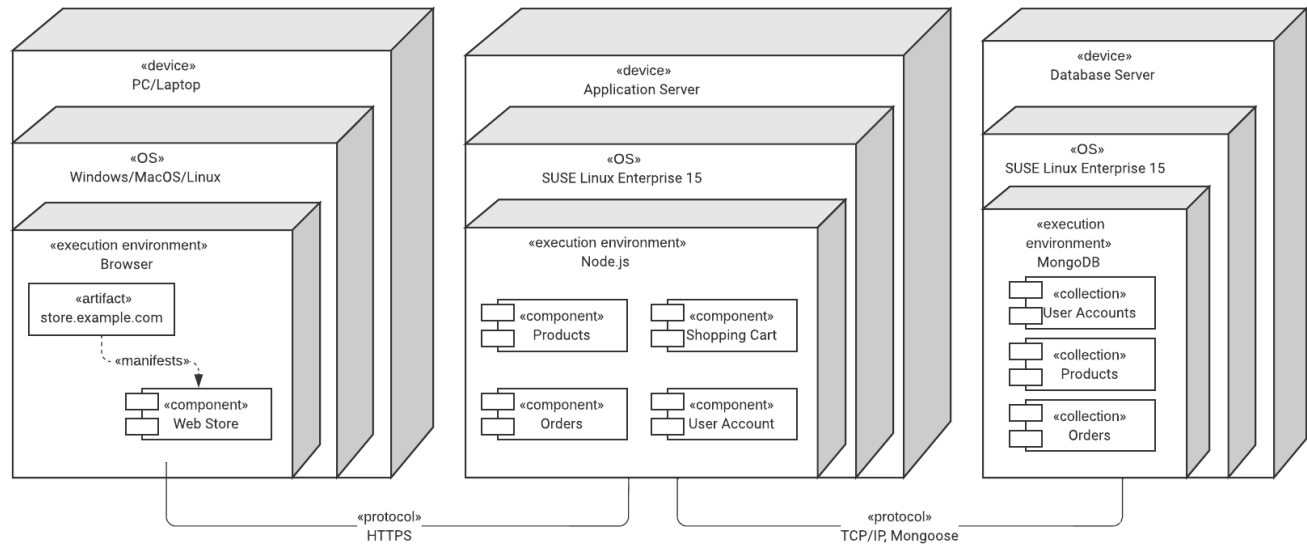 «device»
PC/Laptop
«OS»
Windows/MacOS/Linux
«execution environment»
Browser
«artifact»
store.example.com
«manifests»
«component»
Web Store
«device»
Application Server
«OS»
SUSE Linux Enterprise 15
«execution environment»
Node.js
«component»
Products
«component»
Shopping Cart
«component»
Orders
«component»
User Account
«device»
Database Server
«OS»
SUSE Linux Enterprise 15
«execution
environment»
MongoDB
«collection»
User Accounts
«collection»
Products
«collection»
Orders
«protocol»
HTTPS
«protocol»
TCP/IP, Mongoose